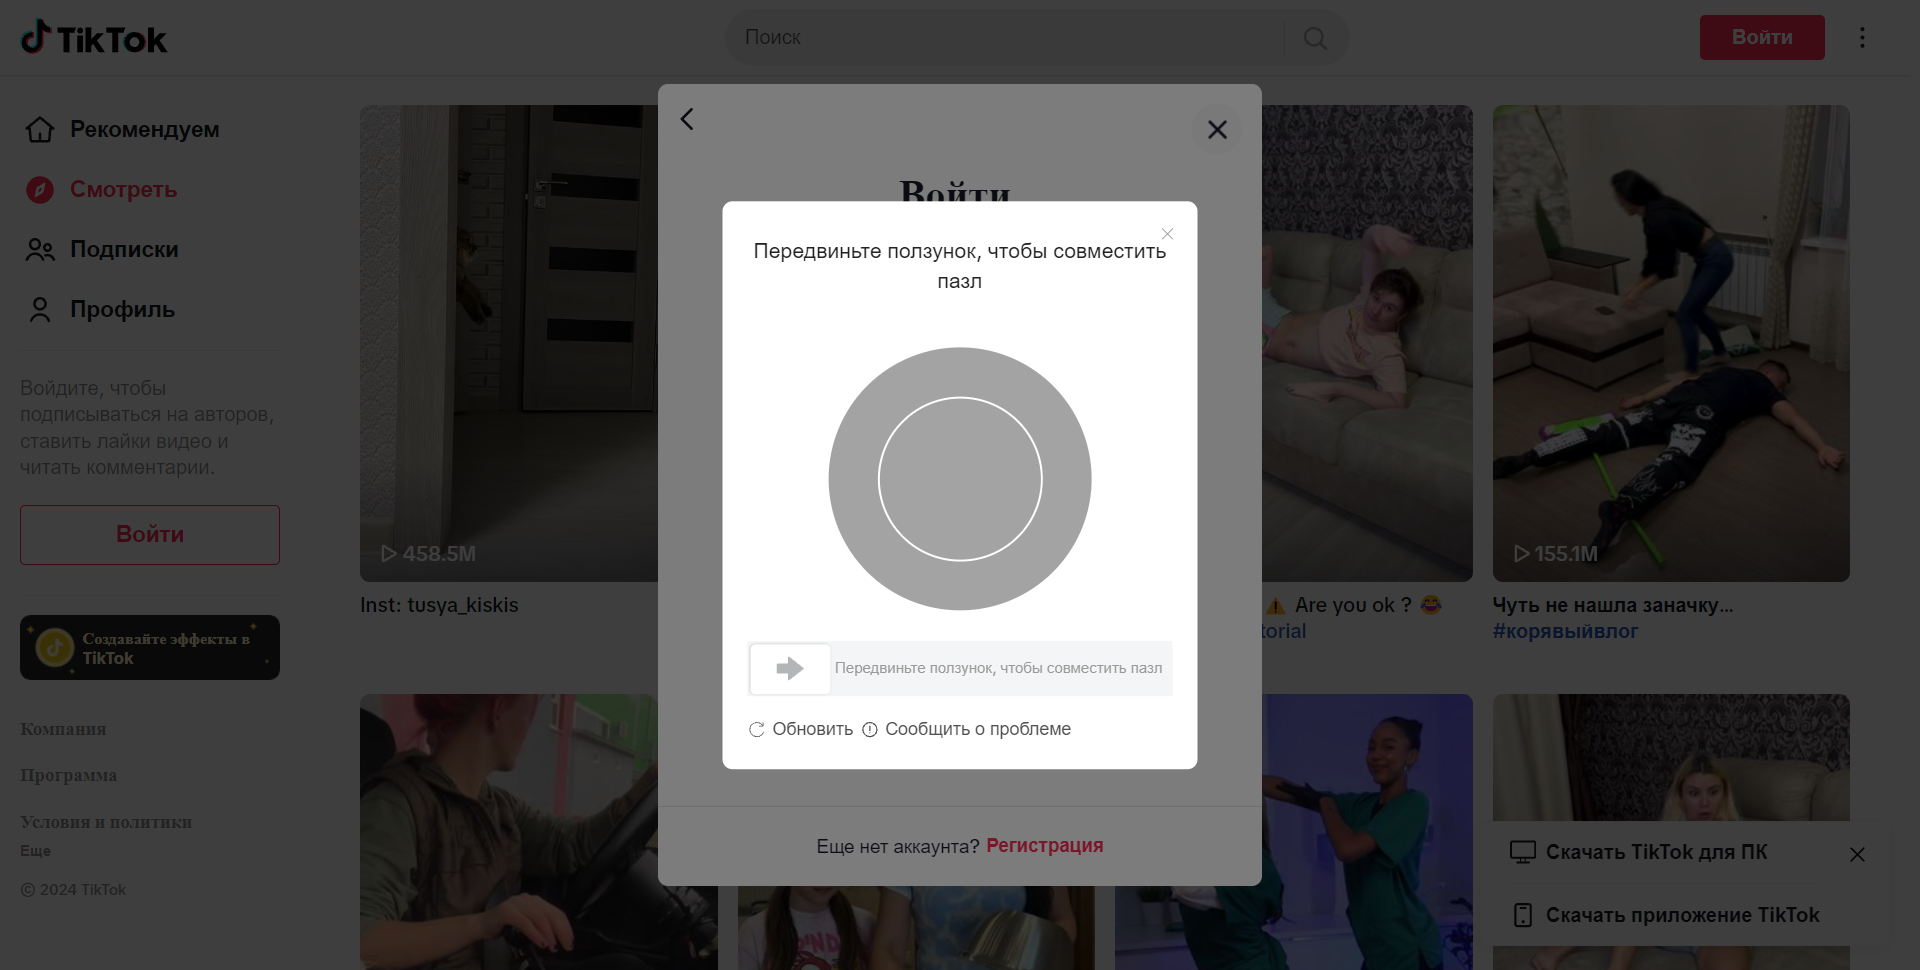 TikTok
Поиск
Войти
Рекомендуем
Смотреть
Подписки
Профиль
Войдите, чтобы
подписываться на авторов,
ставить лайки видео и
читать комментарии.
Войти
Создавайте эффекты в
TikTok
Компания
Программа
Условия и политики
Еще
© 2024 TikTok
458.5M
Inst: tusya_kiskis
Войти
Передвиньте ползунок, чтобы совместить
пазл
Передвиньте ползунок, чтобы совместить пазл
Обновить
Сообщить о проблеме
Еще нет аккаунта? Регистрация
⚠️ Are you ok ? 😂
torial
155.1M
Чуть не нашла заначку...
#корявыйвлог
Скачать TikTok для ПК
Скачать приложение TikTok